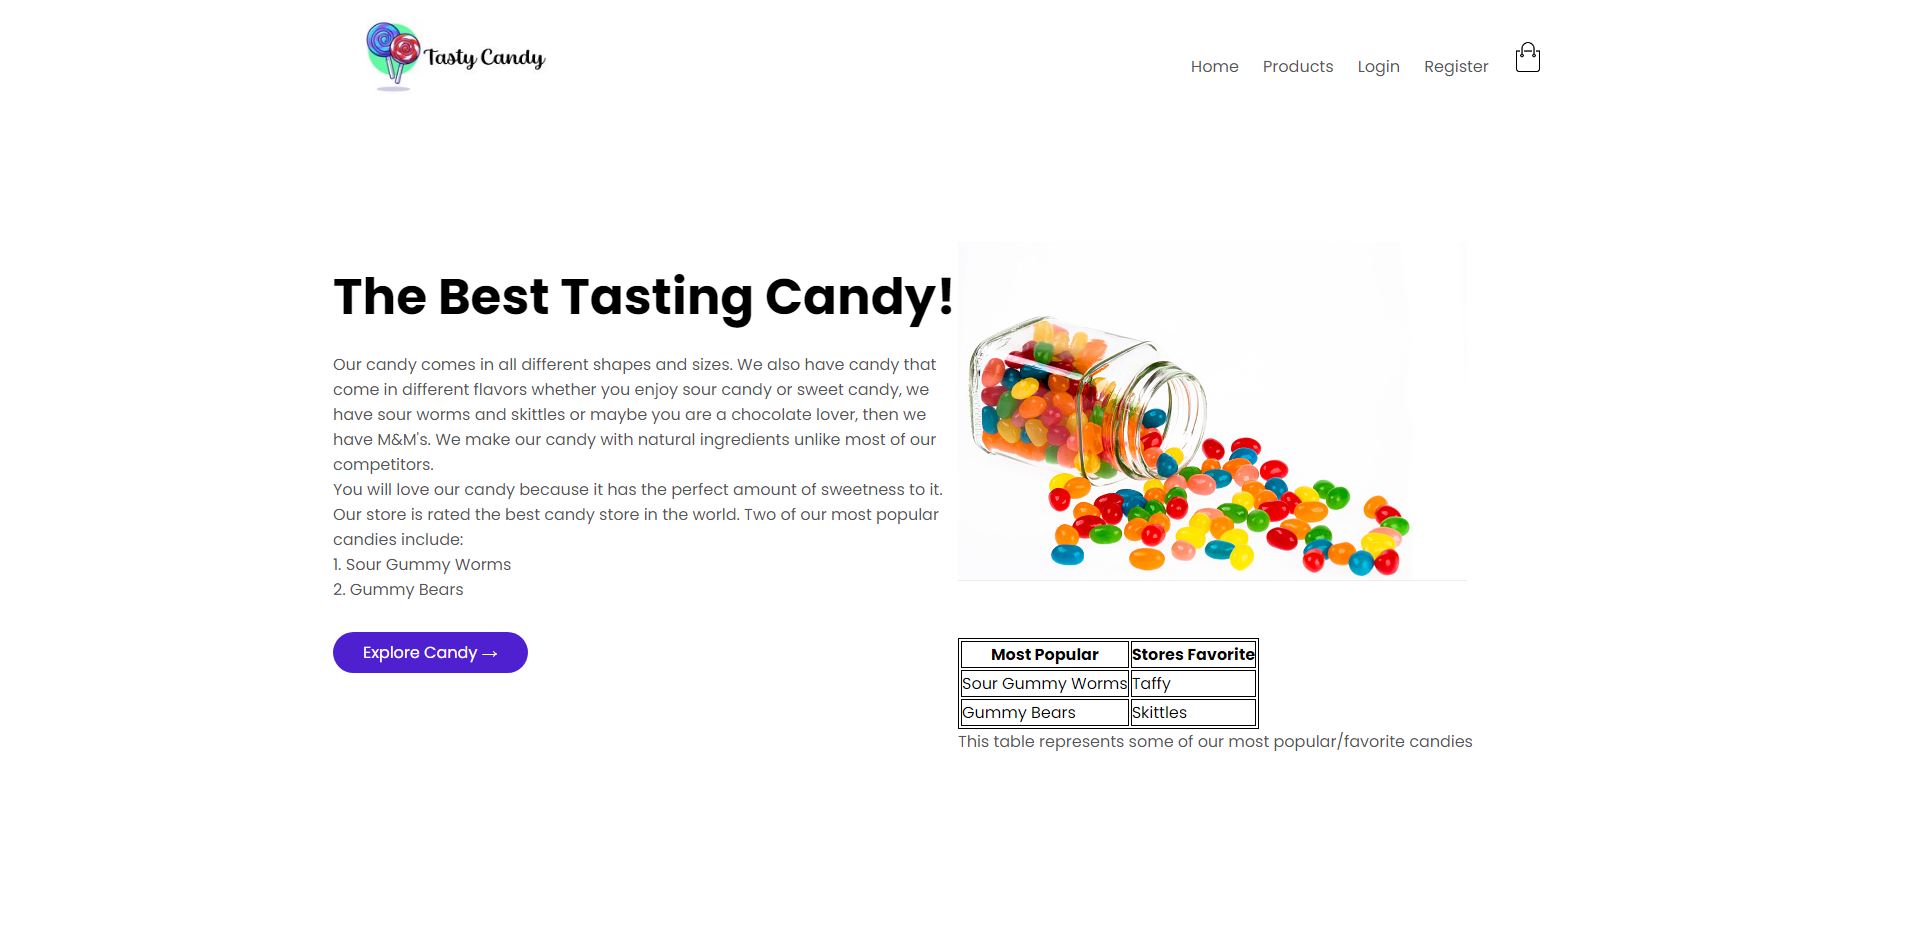 Tasty Candy
Home Products Login Register
The Best Tasting Candy!
Our candy comes in all different shapes and sizes. We also have candy that
come in different flavors whether you enjoy sour candy or sweet candy, we
have sour worms and skittles or maybe you are a chocolate lover, then we
have M&M's. We make our candy with natural ingredients unlike most of our
competitors.
You will love our candy because it has the perfect amount of sweetness to it.
Our store is rated the best candy store in the world. Two of our most popular
candies include:
1. Sour Gummy Worms
2. Gummy Bears
Explore Candy →
Most Popular Stores Favorite
Sour Gummy Worms Taffy
Gummy Bears Skittles
This table represents some of our most popular/favorite candies